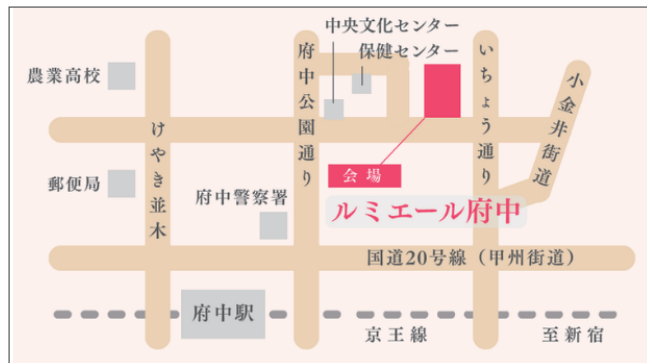 中央文化センター
保健センター
農業高校
府中公園通り
いちょう通り
小金井街道
けやき並木
会場
郵便局
府中警察署
ルミエール府中
国道20号線（甲州街道）
府中駅
京王線
至新宿